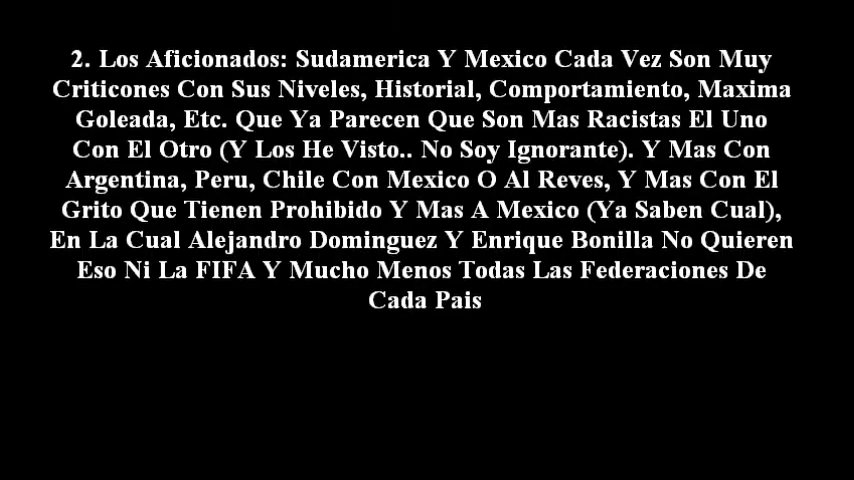 2. Los Aficionados: Sudamerica Y Mexico Cada Vez Son Muy
Criticones Con Sus Niveles, Historial, Comportamiento, Maxima
Goleada, Etc. Que Ya Parecen Que Son Mas Racistas El Uno
Con El Otro (Y Los He Visto.. No Soy Ignorante). Y Mas Con
Argentina, Peru, Chile Con Mexico O Al Reves, Y Mas Con El
Grito Que Tienen Prohibido Y Mas A Mexico (Ya Saben Cual),
En La Cual Alejandro Dominguez Y Enrique Bonilla No Quieren
Eso Ni La FIFA Y Mucho Menos Todas Las Federaciones De
Cada Pais